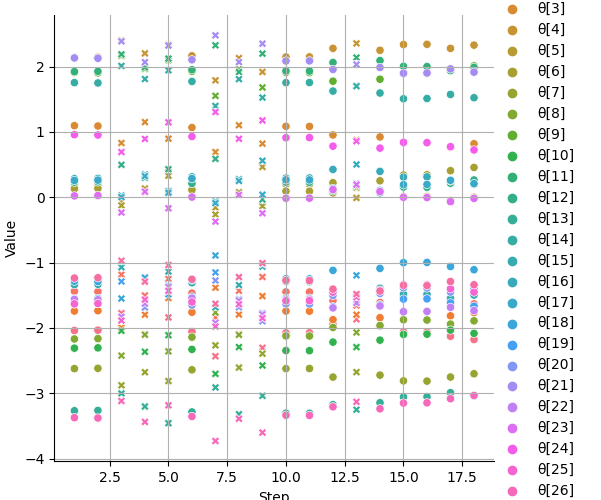 θ[3]
θ[4]
θ[5]
θ[6]
θ[7]
θ[8]
θ[9]
θ[10]
θ[11]
θ[12]
θ[13]
θ[14]
θ[15]
θ[16]
θ[17]
θ[18]
θ[19]
θ[20]
θ[21]
θ[22]
θ[23]
θ[24]
θ[25]
θ[26]
Value
2
1
0
−1
−2
−3
−4
2.5 5.0 7.5 10.0 12.5 15.0 17.5
Step